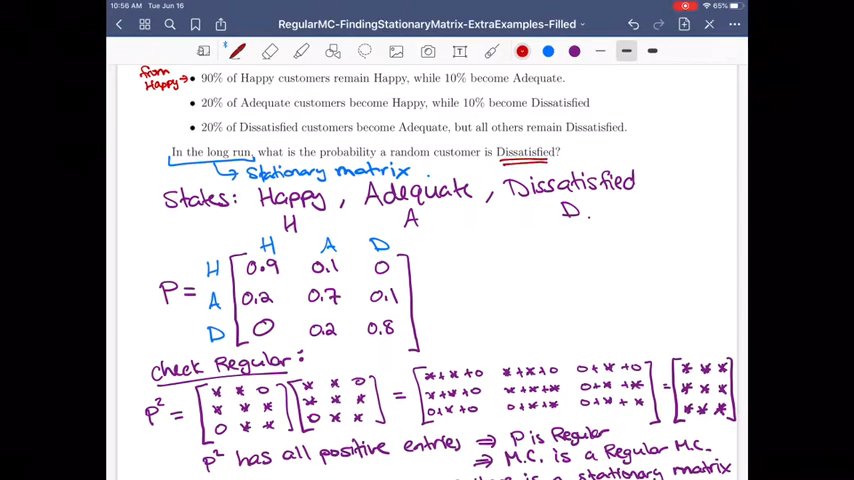 10:56 AM Tue Jun 16
65%
RegularMC-FindingStationaryMatrix-ExtraExamples-Filled
from Happy →
• 90% of Happy customers remain Happy, while 10% become Adequate.
• 20% of Adequate customers become Happy, while 10% become Dissatisfied
• 20% of Dissatisfied customers become Adequate, but all others remain Dissatisfied.
In the long run, what is the probability a random customer is Dissatisfied?
↳ Stationary matrix.
States: Happy, Adequate, Dissatisfied
H A D.
H A D
H 0.9 0.1 0
P = A 0.2 0.7 0.1
D 0 0.2 0.8
check Regular:
P² = [* * 0; * * *; 0 * *] [* * 0; * * *; 0 * *] = [*+*+0 *+*+0 0+*+0; *+*+0 *+*+* 0+*+*; 0+*+0 0+*+* 0+*+*] = [* * *; * * *; * * *]
P² has all positive entries ⇒ P is Regular
⇒ M.C. is a Regular M.C.
there is a stationary matrix